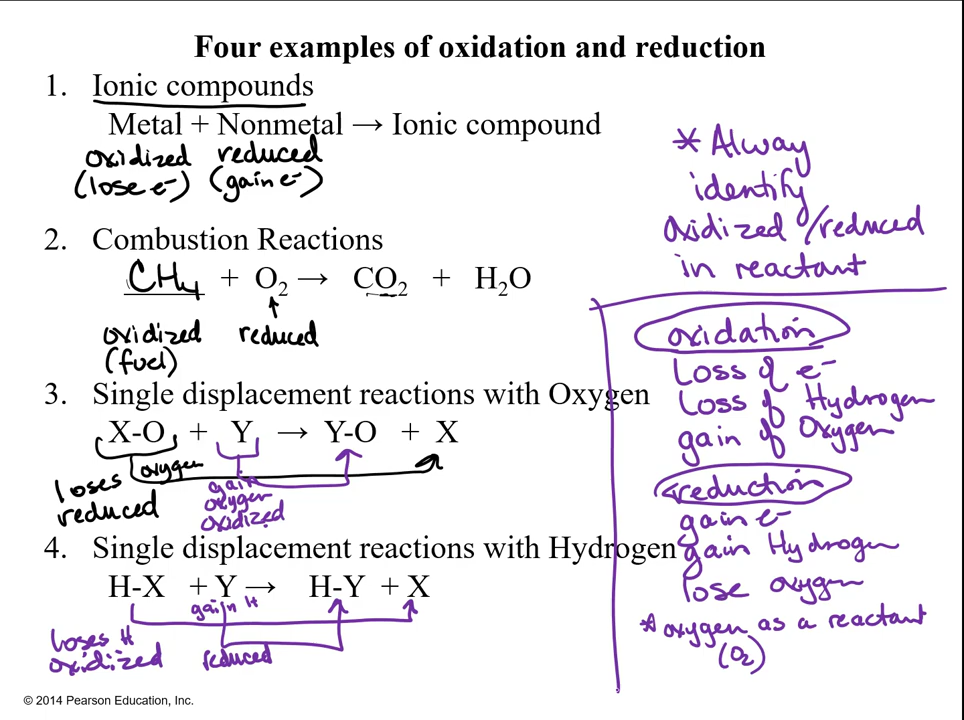 Four examples of oxidation and reduction
1. Ionic compounds
Metal + Nonmetal → Ionic compound
oxidized reduced
(lose e-) (gain e-)
2. Combustion Reactions
CH4 + O2 → CO2 + H2O
oxidized reduced
(fuel)
3. Single displacement reactions with Oxygen
X-O + Y → Y-O + X
loses oxygen
reduced
gain
oxygen
oxidized
4. Single displacement reactions with Hydrogen
H-X + Y → H-Y + X
gain H
loses H
oxidized reduced
* Alway
identify
oxidized/reduced
in reactant
oxidation
Loss of e-
Loss of Hydrogen
gain of Oxygen
reduction
gain e-
gain Hydrogen
lose oxygen
* oxygen as a reactant
(O2)
© 2014 Pearson Education, Inc.